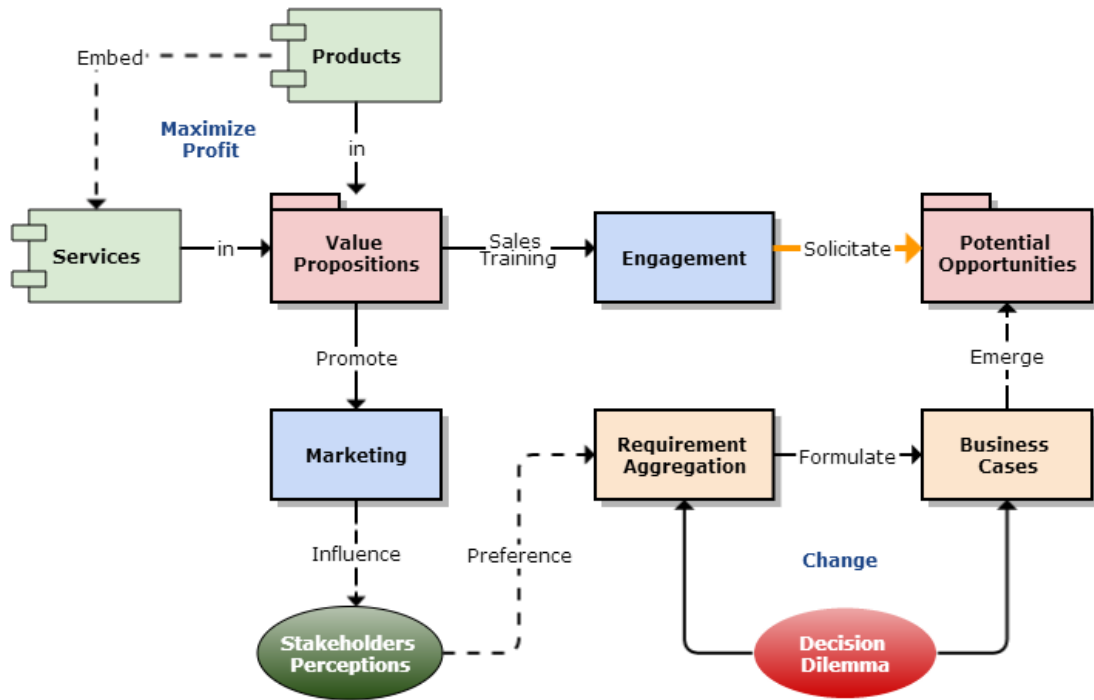 Products
Embed
Maximize
Profit
in
Services
in
Value
Propositions
Sales
Training
Engagement
Solicitate
Potential
Opportunities
Promote
Emerge
Marketing
Requirement
Aggregation
Formulate
Business
Cases
Influence
Preference
Change
Stakeholders
Perceptions
Decision
Dilemma